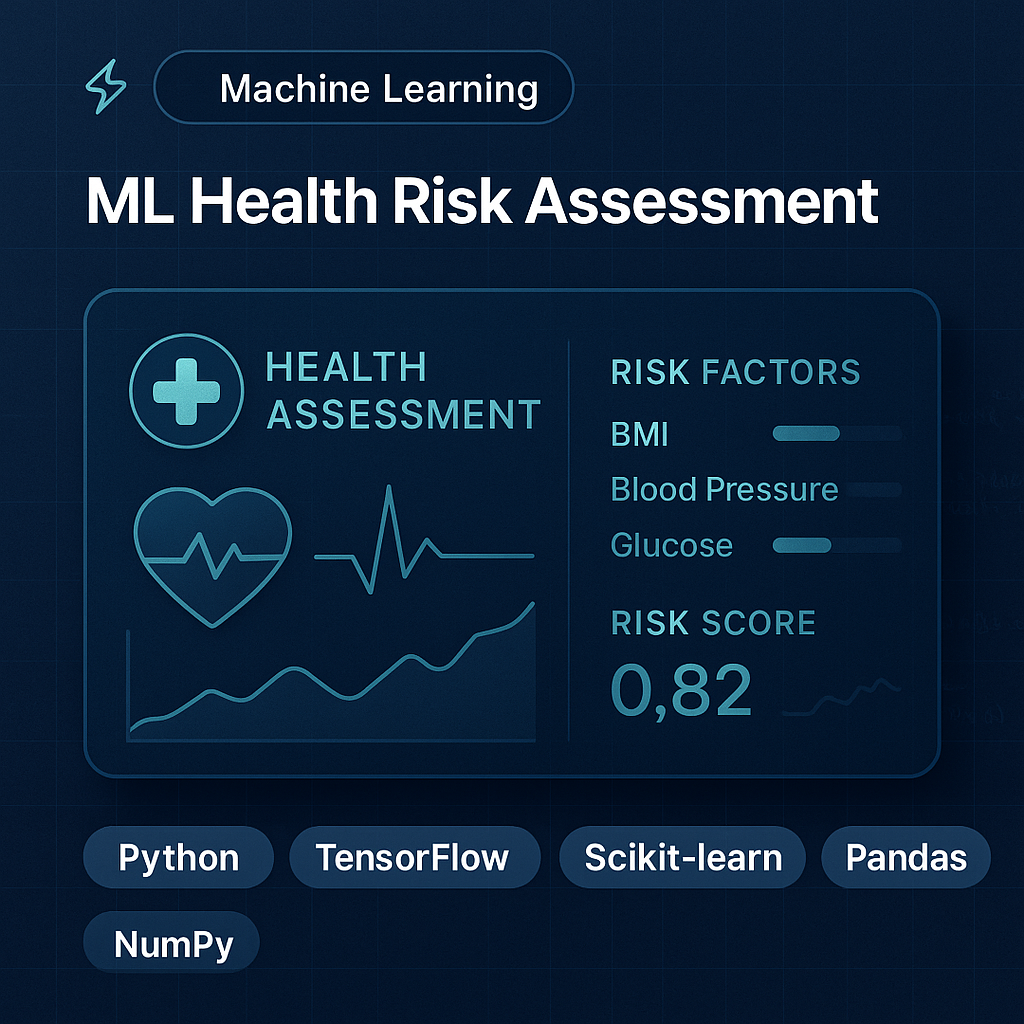 Machine Learning
ML Health Risk Assessment
HEALTH
ASSESSMENT
RISK FACTORS
BMI
Blood Pressure
Glucose
RISK SCORE
0,82
Python
TensorFlow
Scikit-learn
Pandas
NumPy